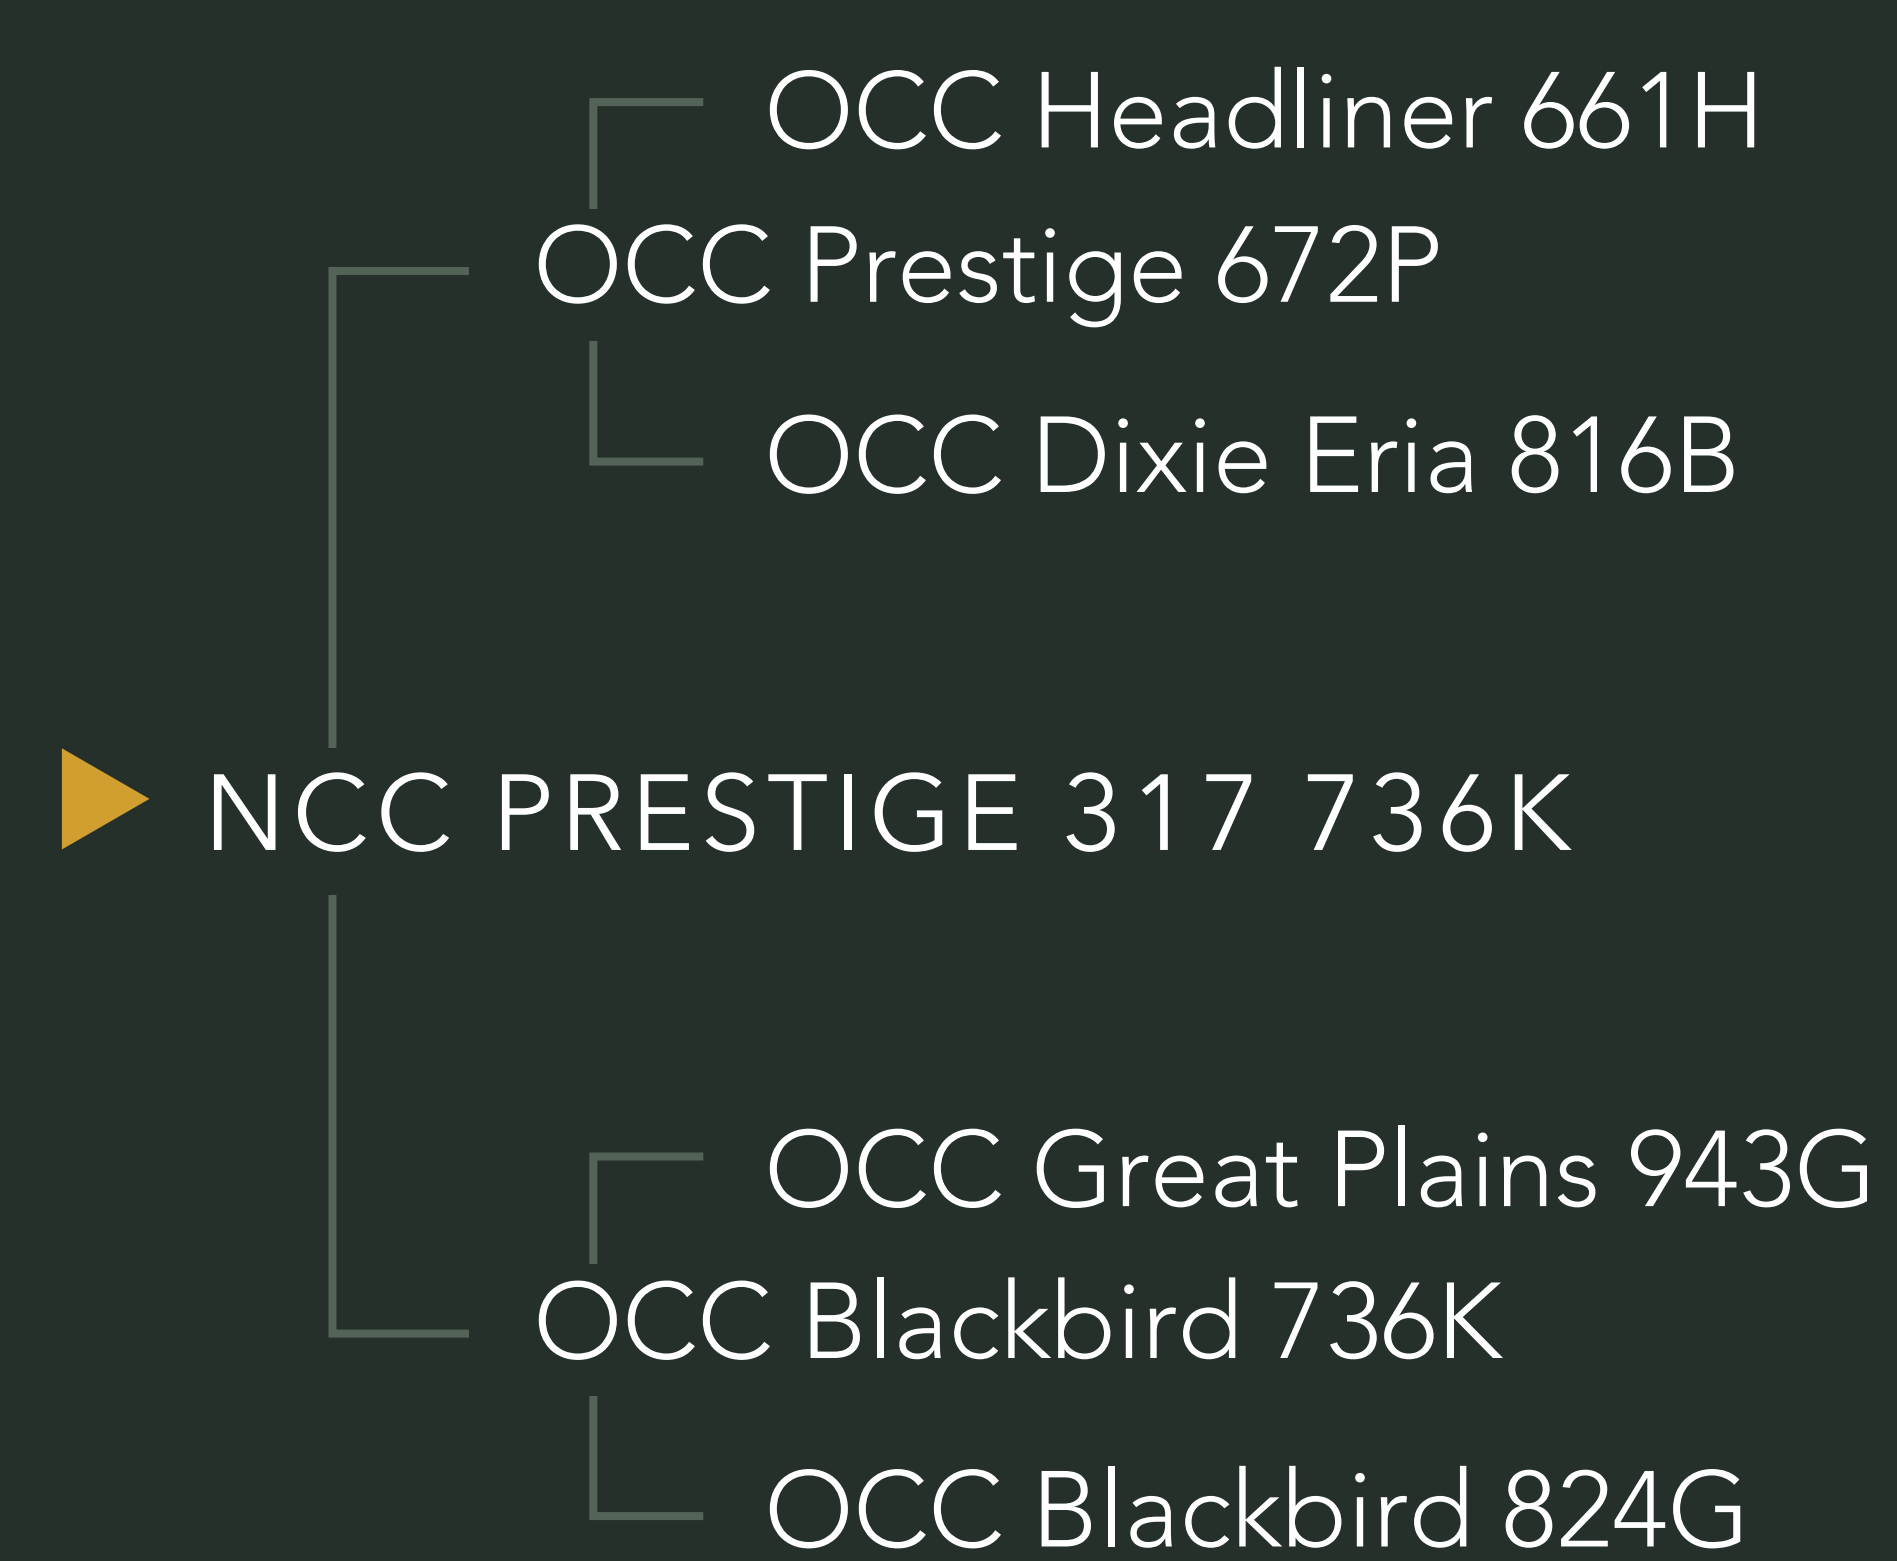 OCC Headliner 661H
OCC Prestige 672P
OCC Dixie Eria 816B
NCC PRESTIGE 317 736K
OCC Great Plains 943G
OCC Blackbird 736K
OCC Blackbird 824G